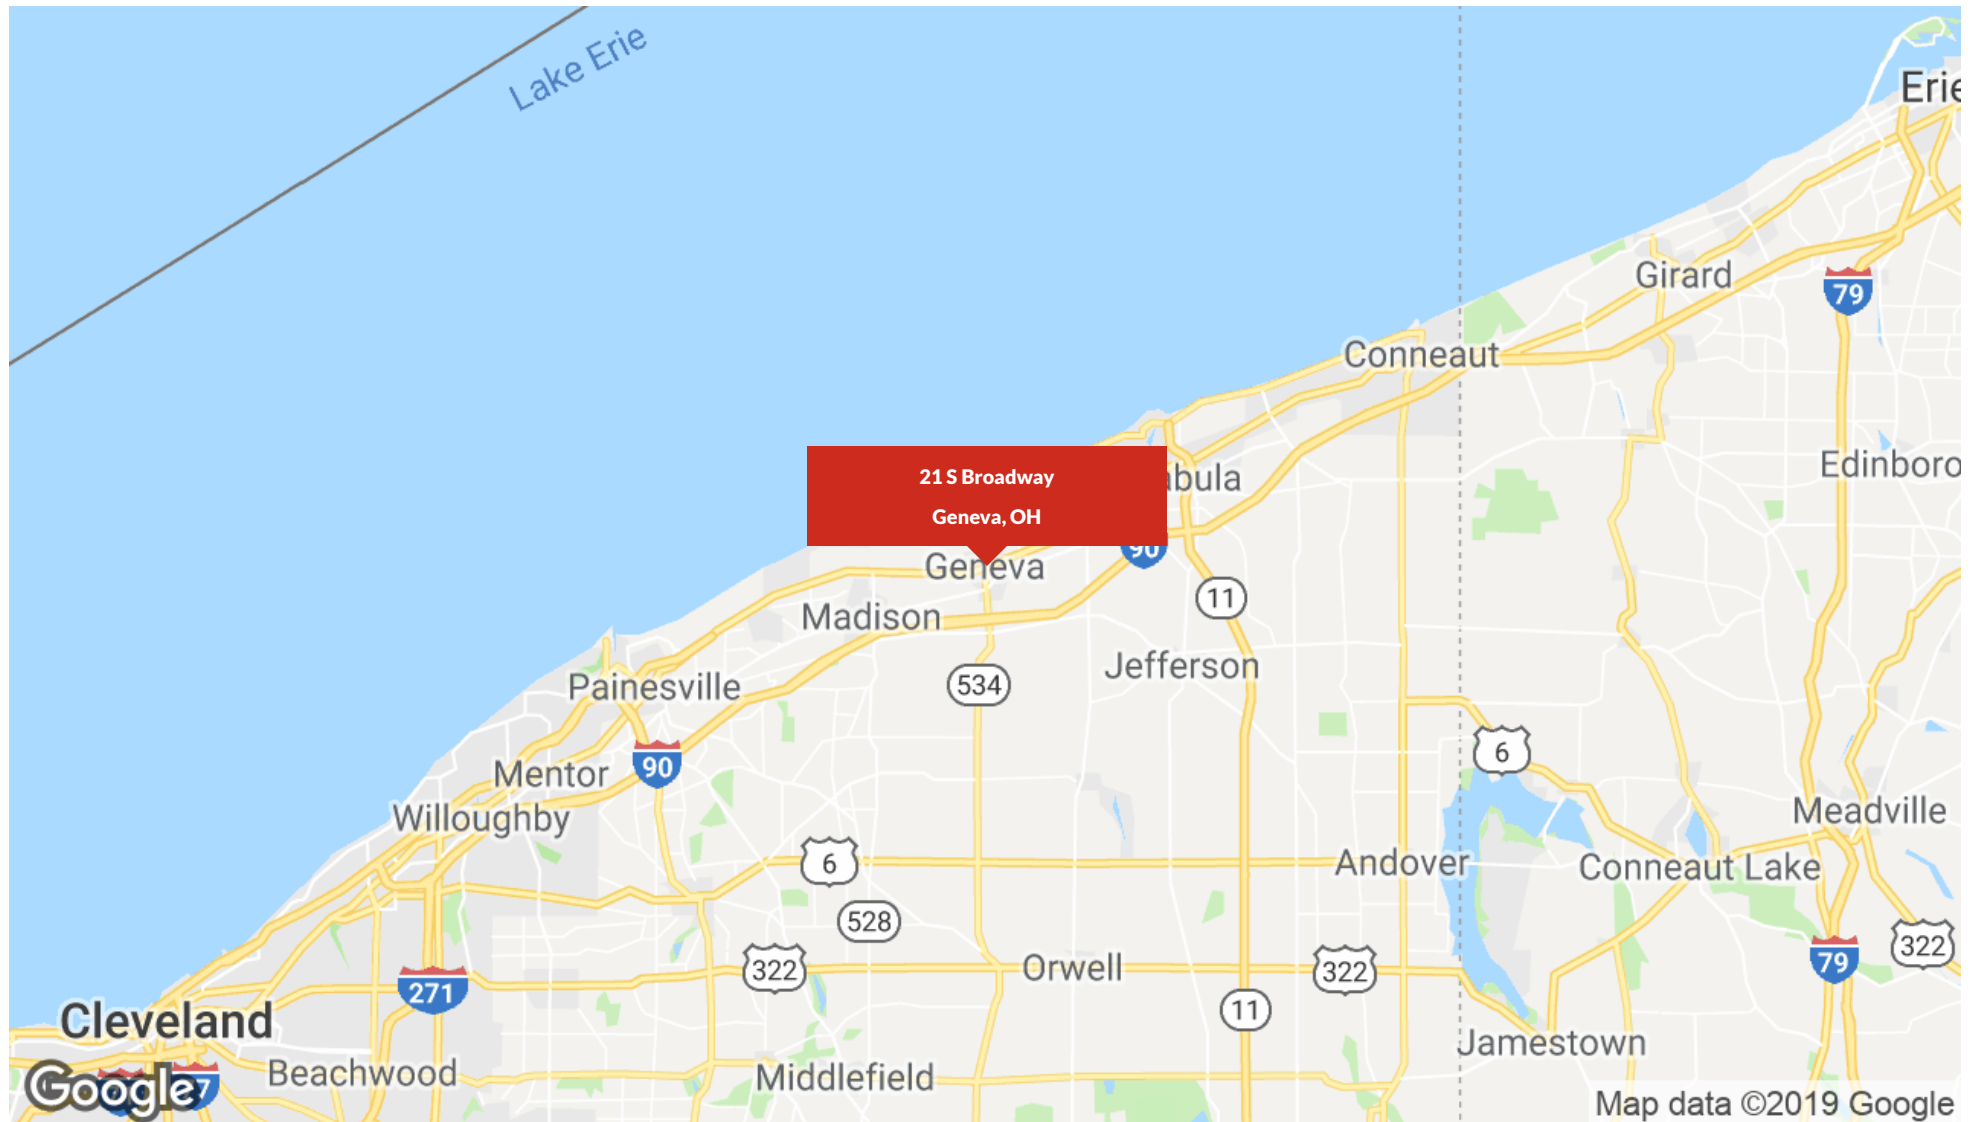 Lake Erie
Erie
Girard
79
Conneaut
Edinboro
21 S Broadway
Geneva, OH
abula
90
Geneva
11
Madison
Jefferson
534
Painesville
6
90
Mentor
Willoughby
Meadville
6
Andover
Conneaut Lake
528
322
79
322
Orwell
322
271
11
Cleveland
Jamestown
Beachwood
Middlefield
Google
Map data ©2019 Google